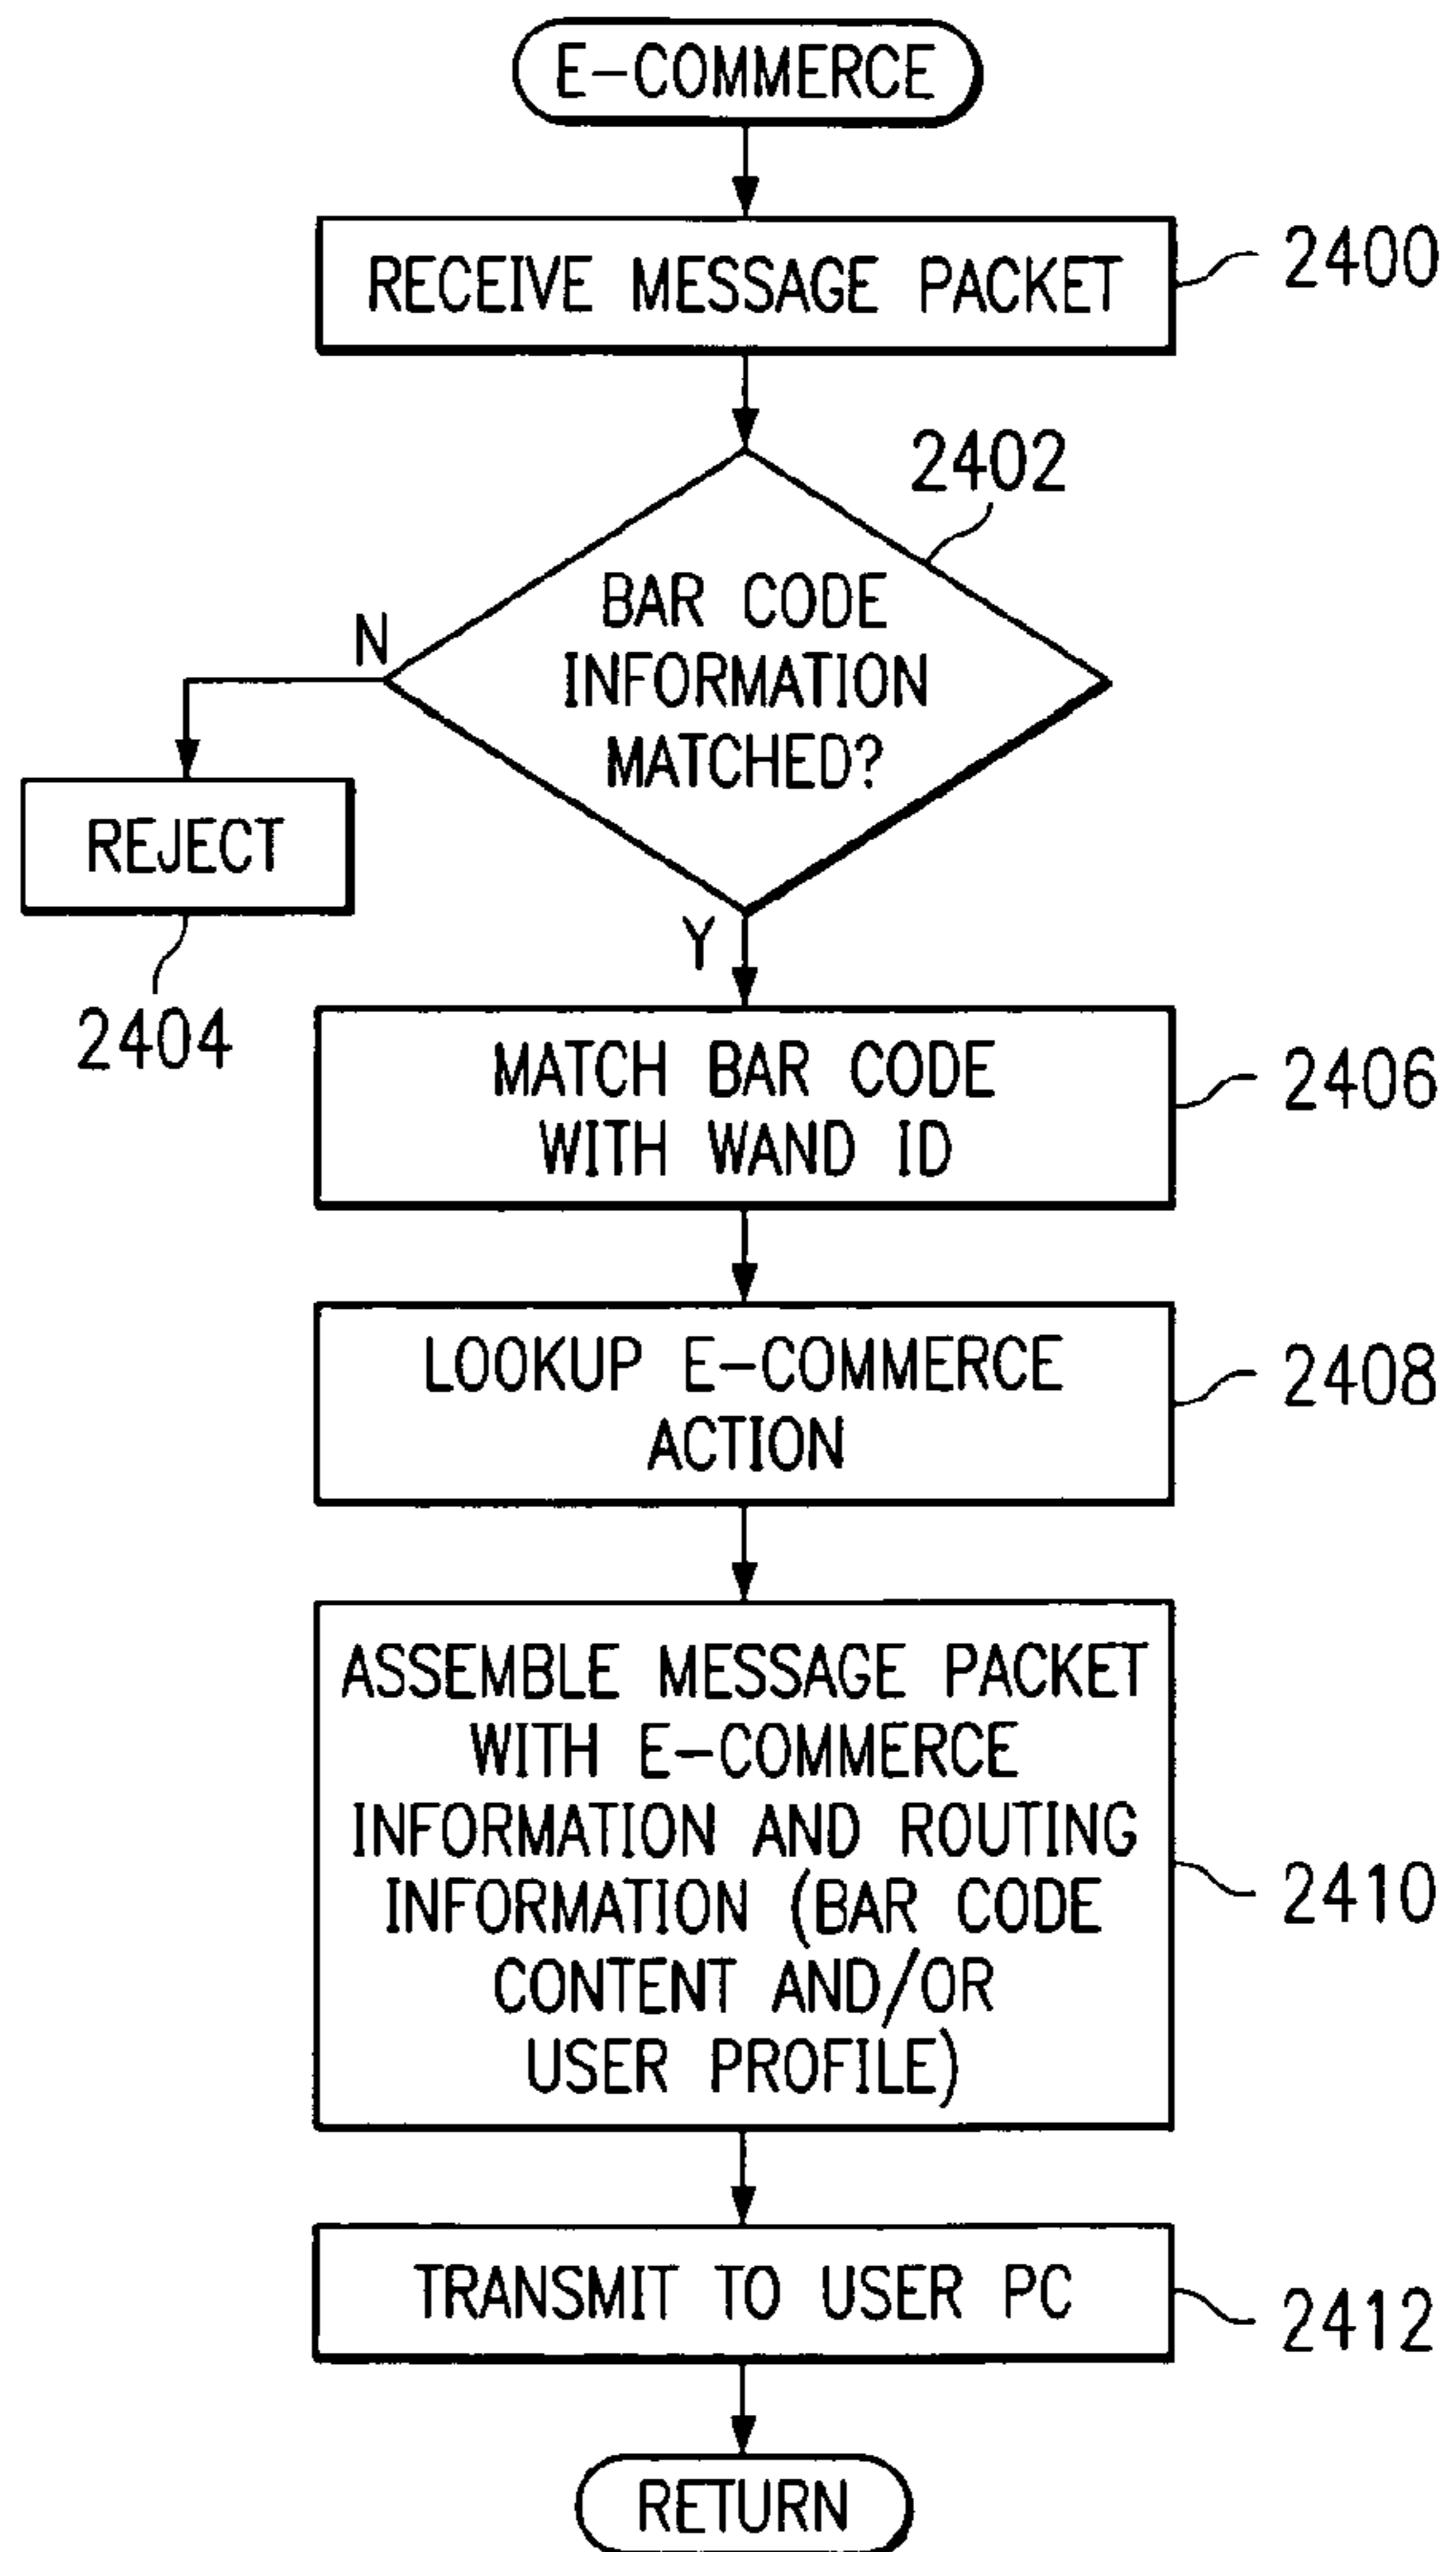 E-COMMERCE
RECEIVE MESSAGE PACKET
2400
2402
BAR CODE
INFORMATION
MATCHED?
N
REJECT
2404
Y
MATCH BAR CODE
WITH WAND ID
2406
LOOKUP E-COMMERCE
ACTION
2408
ASSEMBLE MESSAGE PACKET
WITH E-COMMERCE
INFORMATION AND ROUTING
INFORMATION (BAR CODE
CONTENT AND/OR
USER PROFILE)
2410
TRANSMIT TO USER PC
2412
RETURN